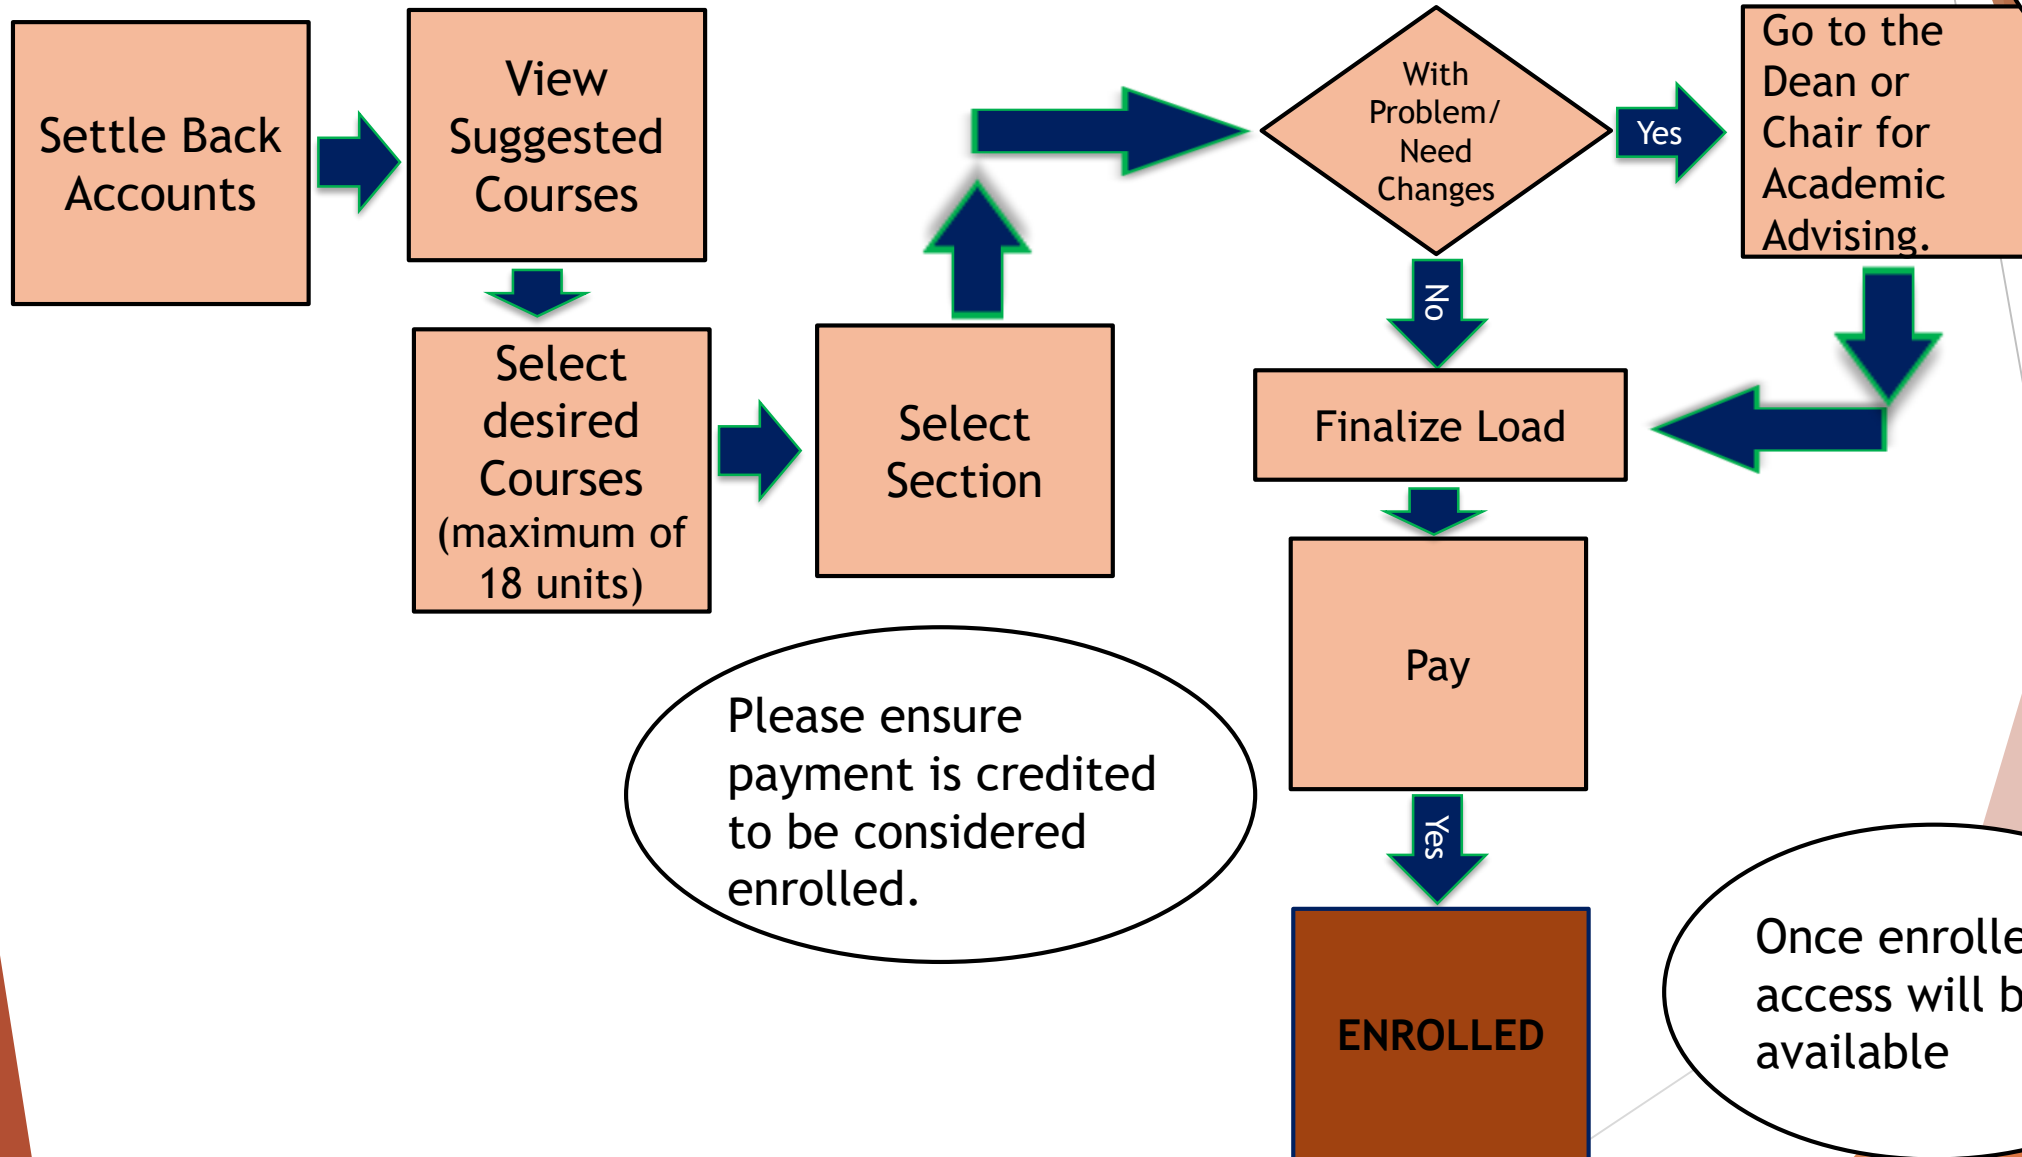 Settle Back
Accounts
View
Suggested
Courses
Select
desired
Courses
(maximum of
18 units)
Select
Section
With
Problem/
Need
Changes
Yes
Go to the
Dean or
Chair for
Academic
Advising.
No
Finalize Load
Pay
Please ensure
payment is credited
to be considered
enrolled.
Yes
ENROLLED
Once
access will
available